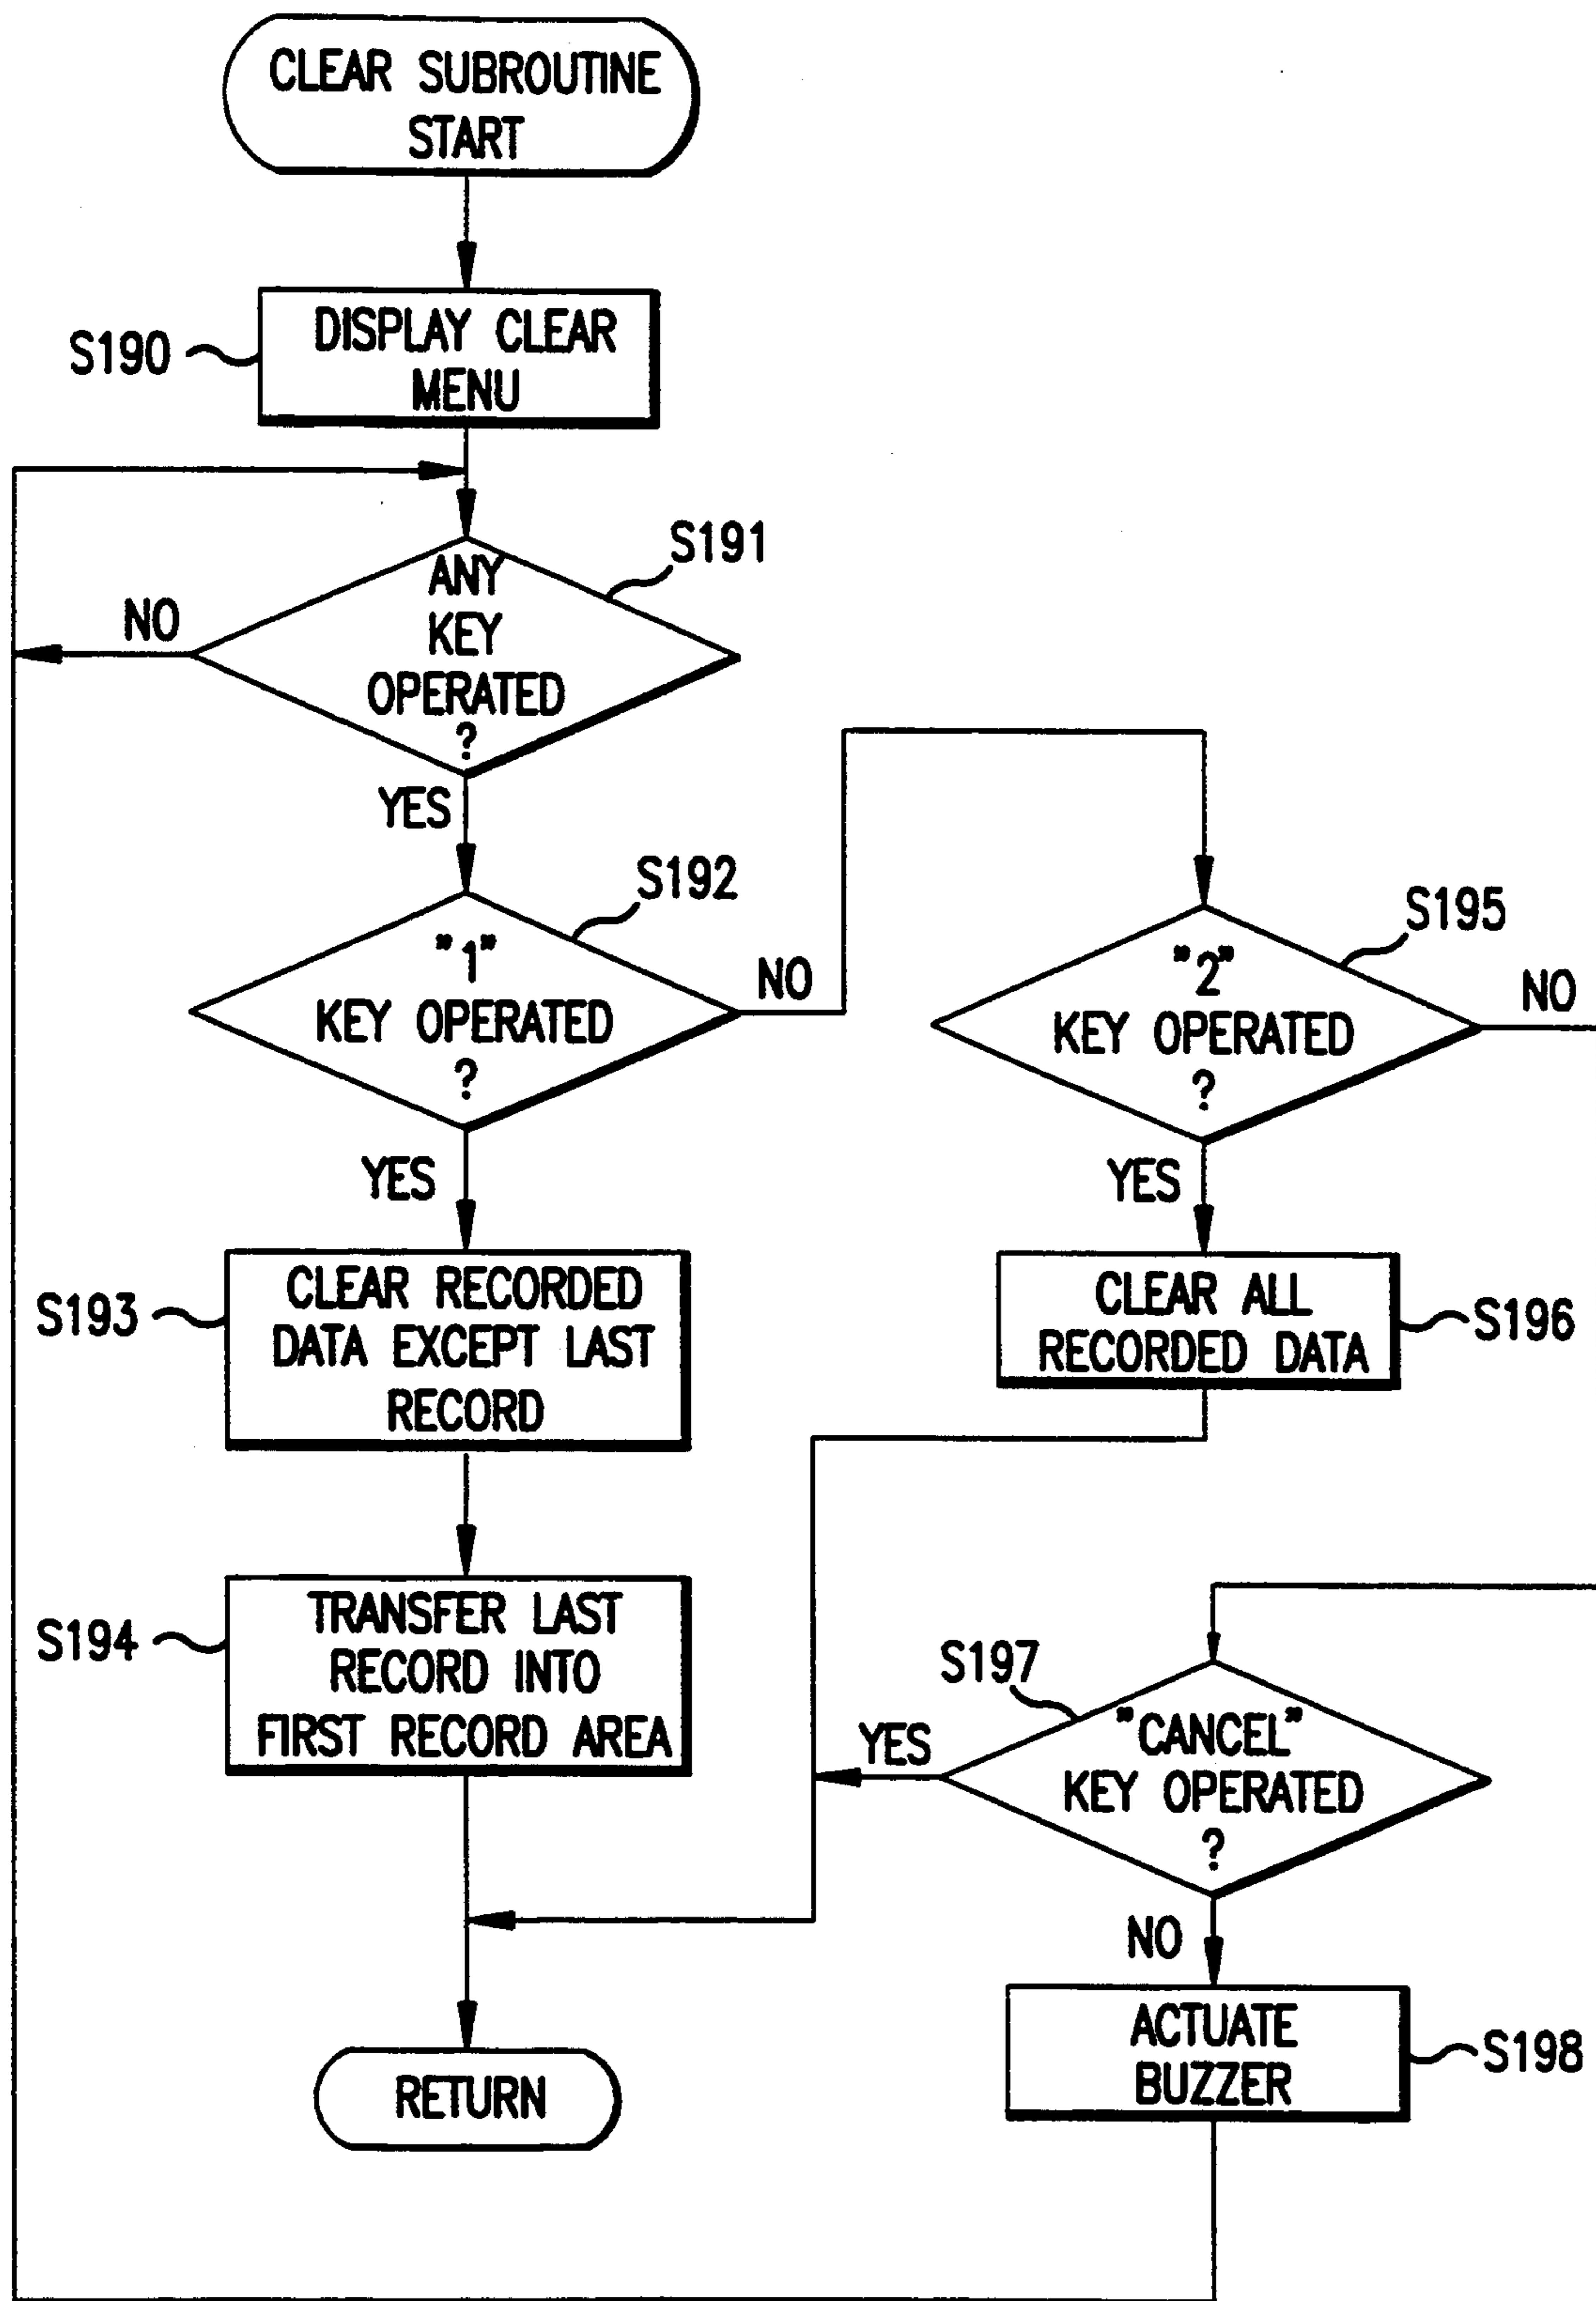 CLEAR SUBROUTINE
START
S190
DISPLAY CLEAR
MENU
S191
ANY
KEY
OPERATED
?
NO
YES
S192
"1"
KEY OPERATED
?
NO
YES
S195
"2"
KEY OPERATED
?
NO
YES
S193
CLEAR RECORDED
DATA EXCEPT LAST
RECORD
CLEAR ALL
RECORDED DATA
S196
S194
TRANSFER LAST
RECORD INTO
FIRST RECORD AREA
S197
"CANCEL"
KEY OPERATED
?
YES
NO
ACTUATE
BUZZER
S198
RETURN